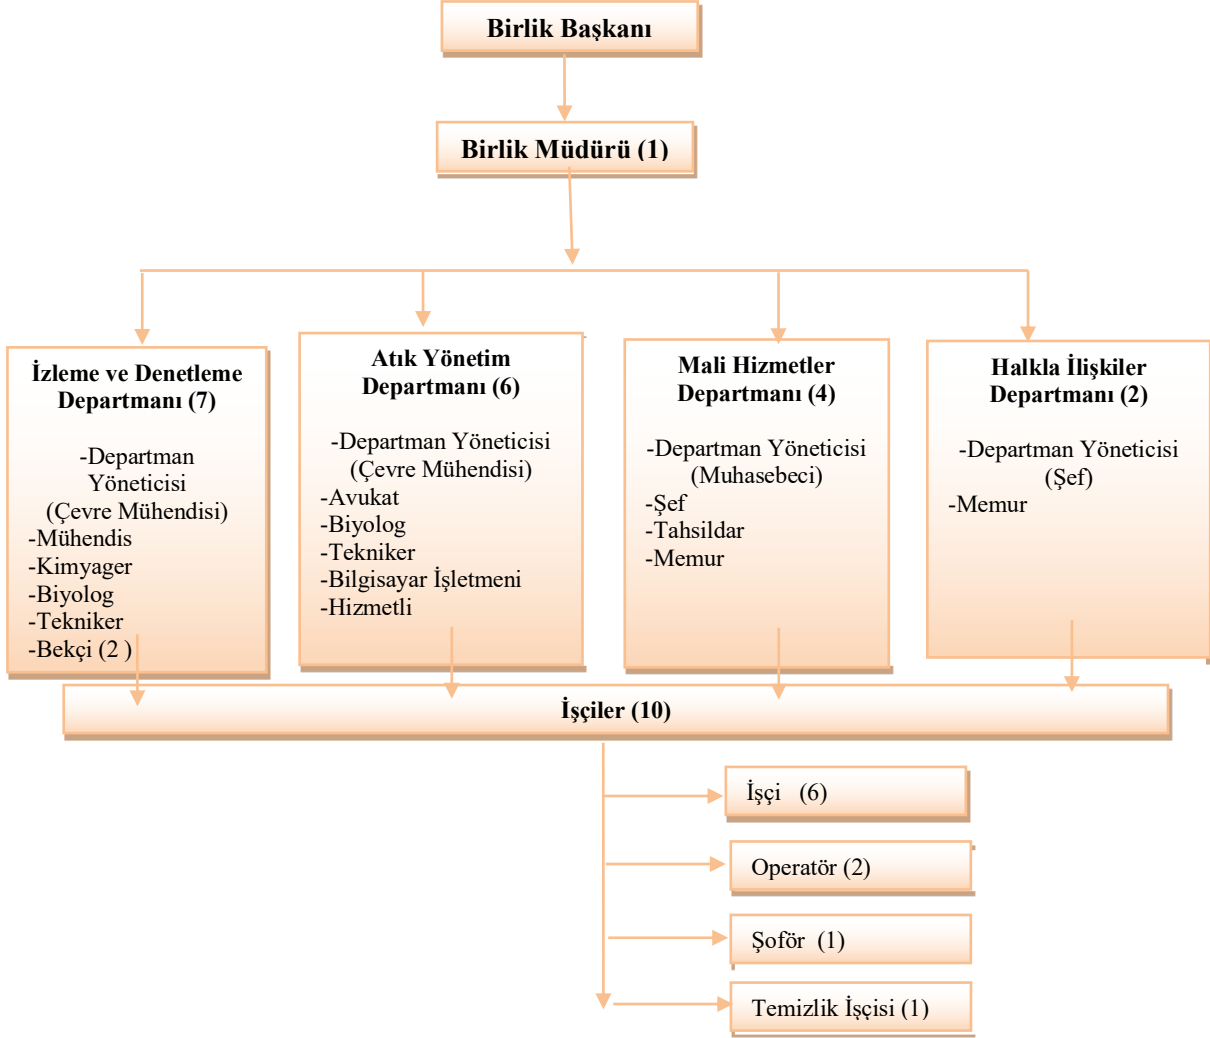 Birlik Başkanı
Birlik Müdürü (1)
İzleme ve Denetleme
Departmanı (7)
-Departman
Yöneticisi
(Çevre Mühendisi)
-Mühendis
-Kimyager
-Biyolog
-Tekniker
-Bekçi (2 )
Atık Yönetim
Departmanı (6)
-Departman Yöneticisi
(Çevre Mühendisi)
-Avukat
-Biyolog
-Tekniker
-Bilgisayar İşletmeni
-Hizmetli
Mali Hizmetler
Departmanı (4)
-Departman Yöneticisi
(Muhasebeci)
-Şef
-Tahsildar
-Memur
Halkla İlişkiler
Departmanı (2)
-Departman Yöneticisi
(Şef)
-Memur
İşçiler (10)
İşçi (6)
Operatör (2)
Şoför (1)
Temizlik İşçisi (1)